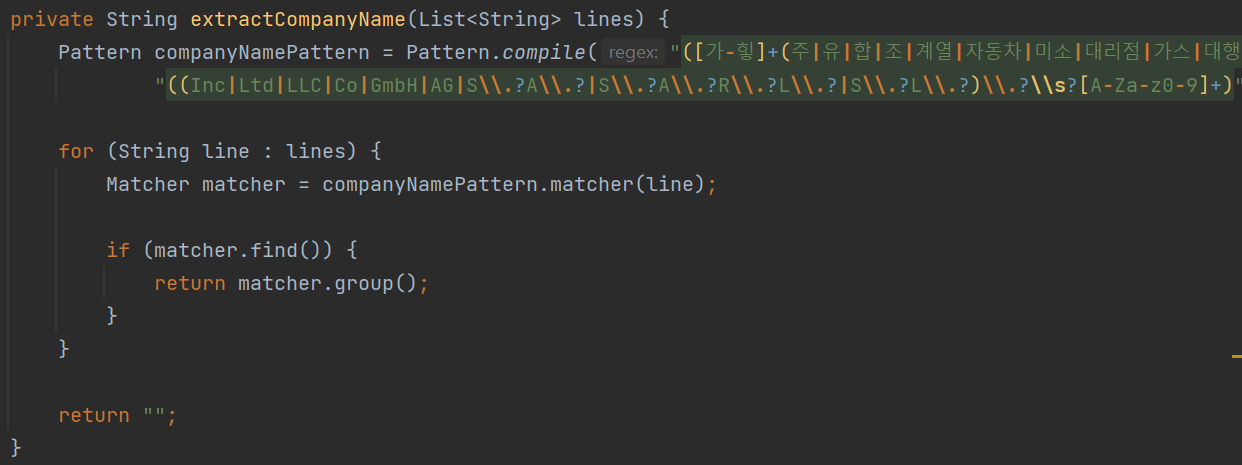 private String extractCompanyName(List<String> lines) {
Pattern companyNamePattern = Pattern.compile( regex: "([가-힣]+(주|유|합|조|계열|자동차|미소|대리점|가스|대행
"((Inc|Ltd|LLC|Co|GmbH|AG|S\\.?A\\.?|S\\.?A\\.?R\\.?L\\.?|S\\.?L\\.?)\\.?\\s?[A-Za-z0-9]+)"
for (String line : lines) {
Matcher matcher = companyNamePattern.matcher(line);
if (matcher.find()) {
return matcher.group();
}
}
return "";
}